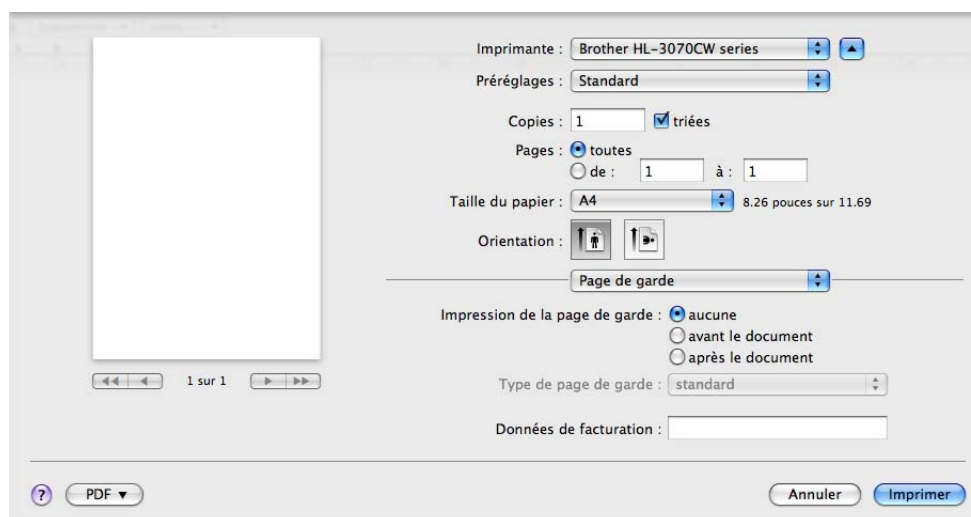 Imprimante : Brother HL-3070CW series
Préréglages : Standard
Copies : 1 triées
Pages : toutes
de : 1 à : 1
Taille du papier : A4 8.26 pouces sur 11.69
Orientation :
Page de garde
Impression de la page de garde : aucune
avant le document
après le document
1 sur 1
Type de page de garde : standard
Données de facturation :
? PDF Annuler Imprimer